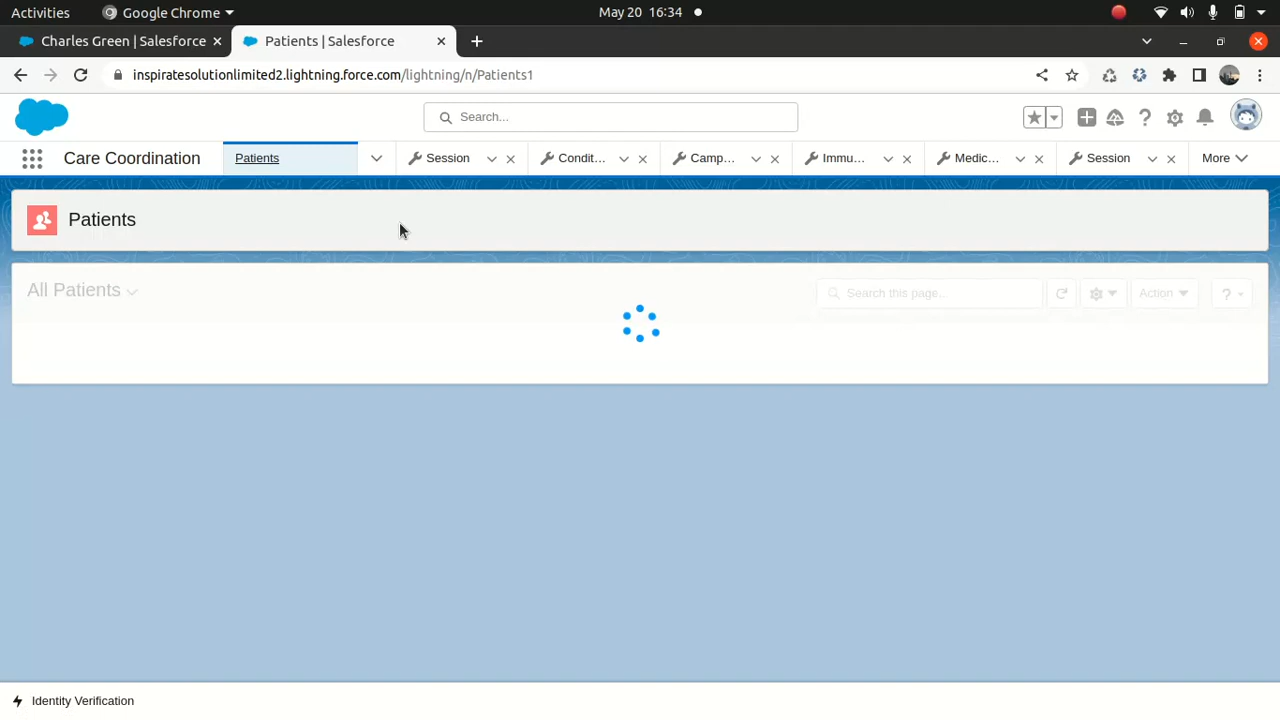 Activities Google Chrome May 20 16:34
Charles Green | Salesforce Patients | Salesforce
inspiratesolutionlimited2.lightning.force.com/lightning/n/Patients1
Search...
Care Coordination Patients Session Condit... Camp... Immu... Medic... Session More
Patients
All Patients Search this page... Action ?
Identity Verification